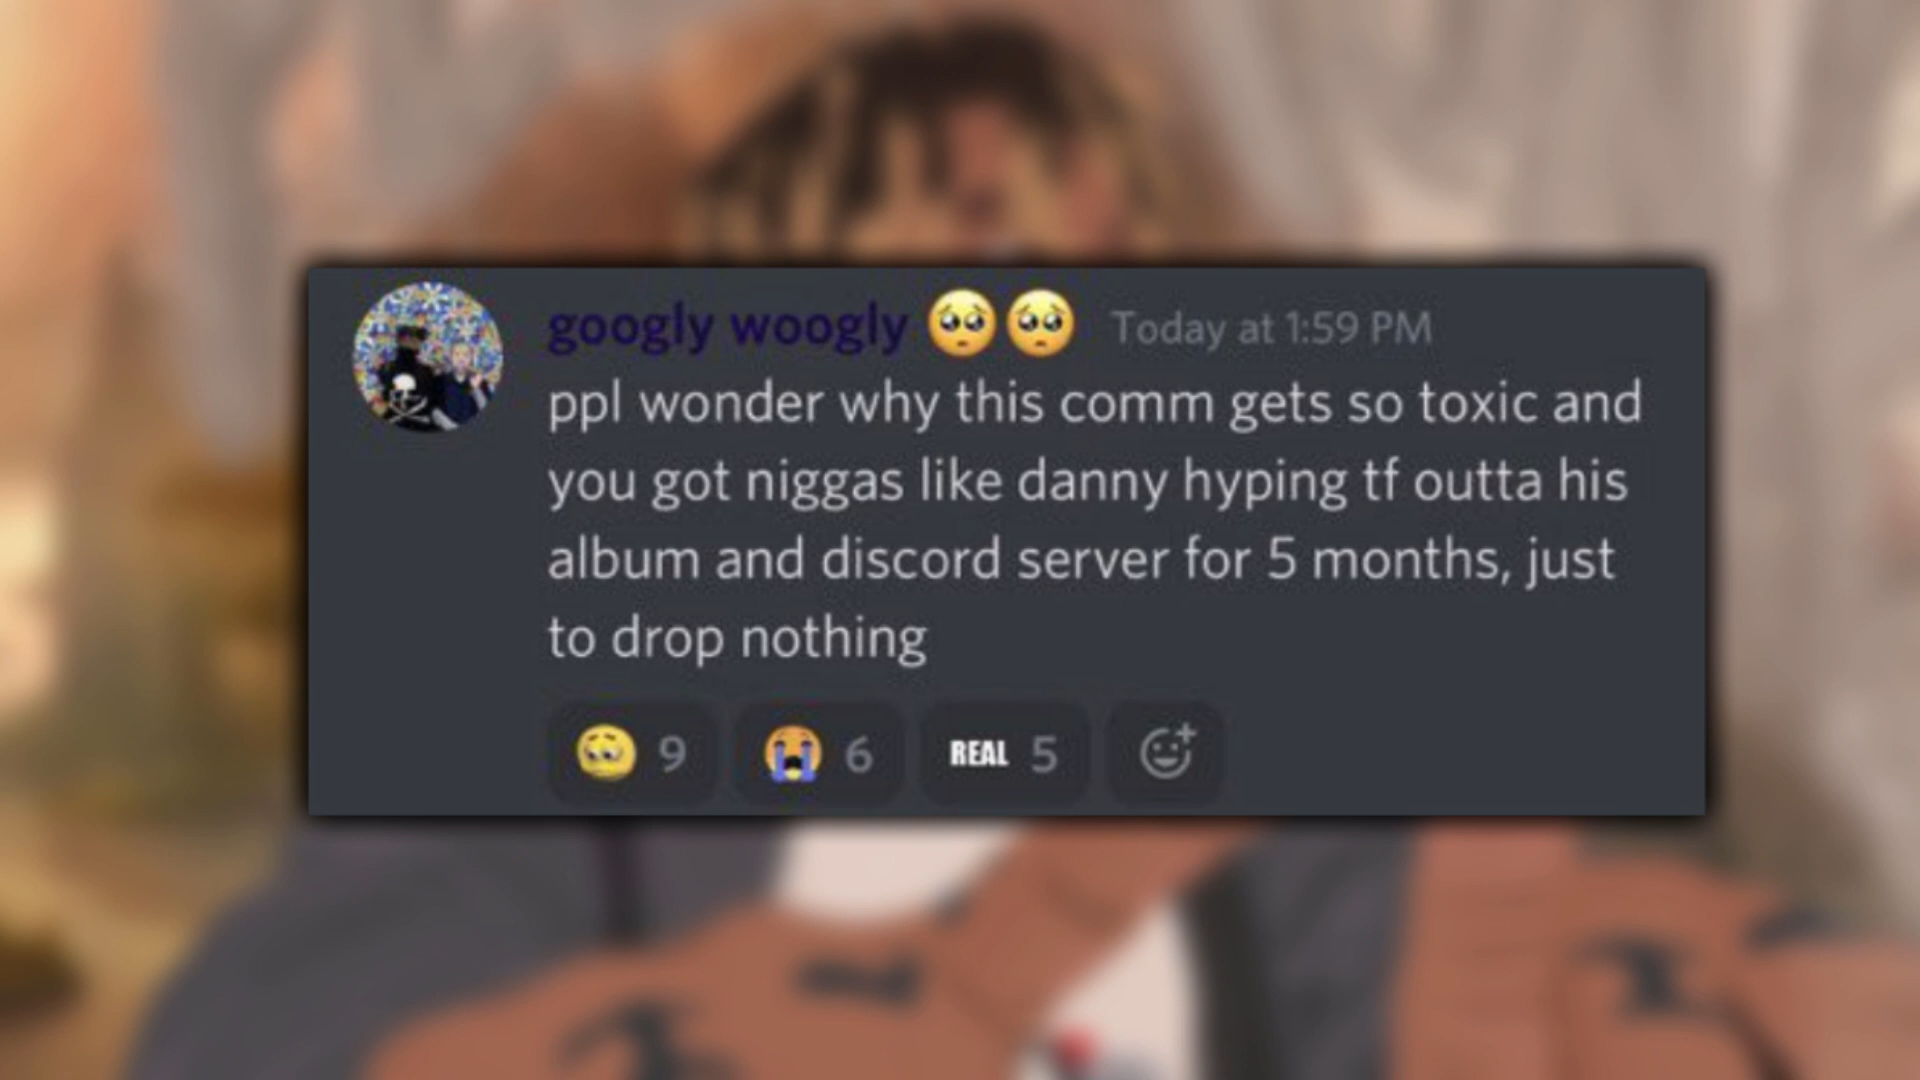 googly woogly 🥺🥺 Today at 1:59 PM
ppl wonder why this comm gets so toxic and
you got niggas like danny hyping tf outta his
album and discord server for 5 months, just
to drop nothing
9 6 REAL 5